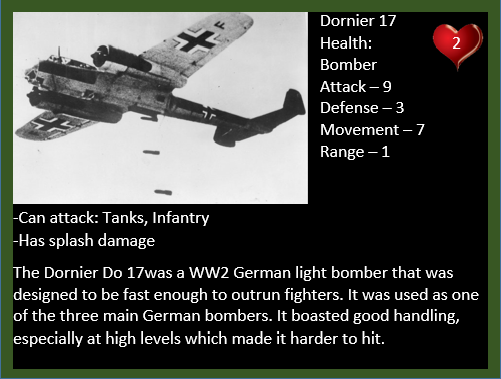 Dornier 17
Health:
2
Bomber
Attack – 9
Defense – 3
Movement – 7
Range – 1
F
-Can attack: Tanks, Infantry
-Has splash damage
The Dornier Do 17was a WW2 German light bomber that was
designed to be fast enough to outrun fighters. It was used as one
of the three main German bombers. It boasted good handling,
especially at high levels which made it harder to hit.